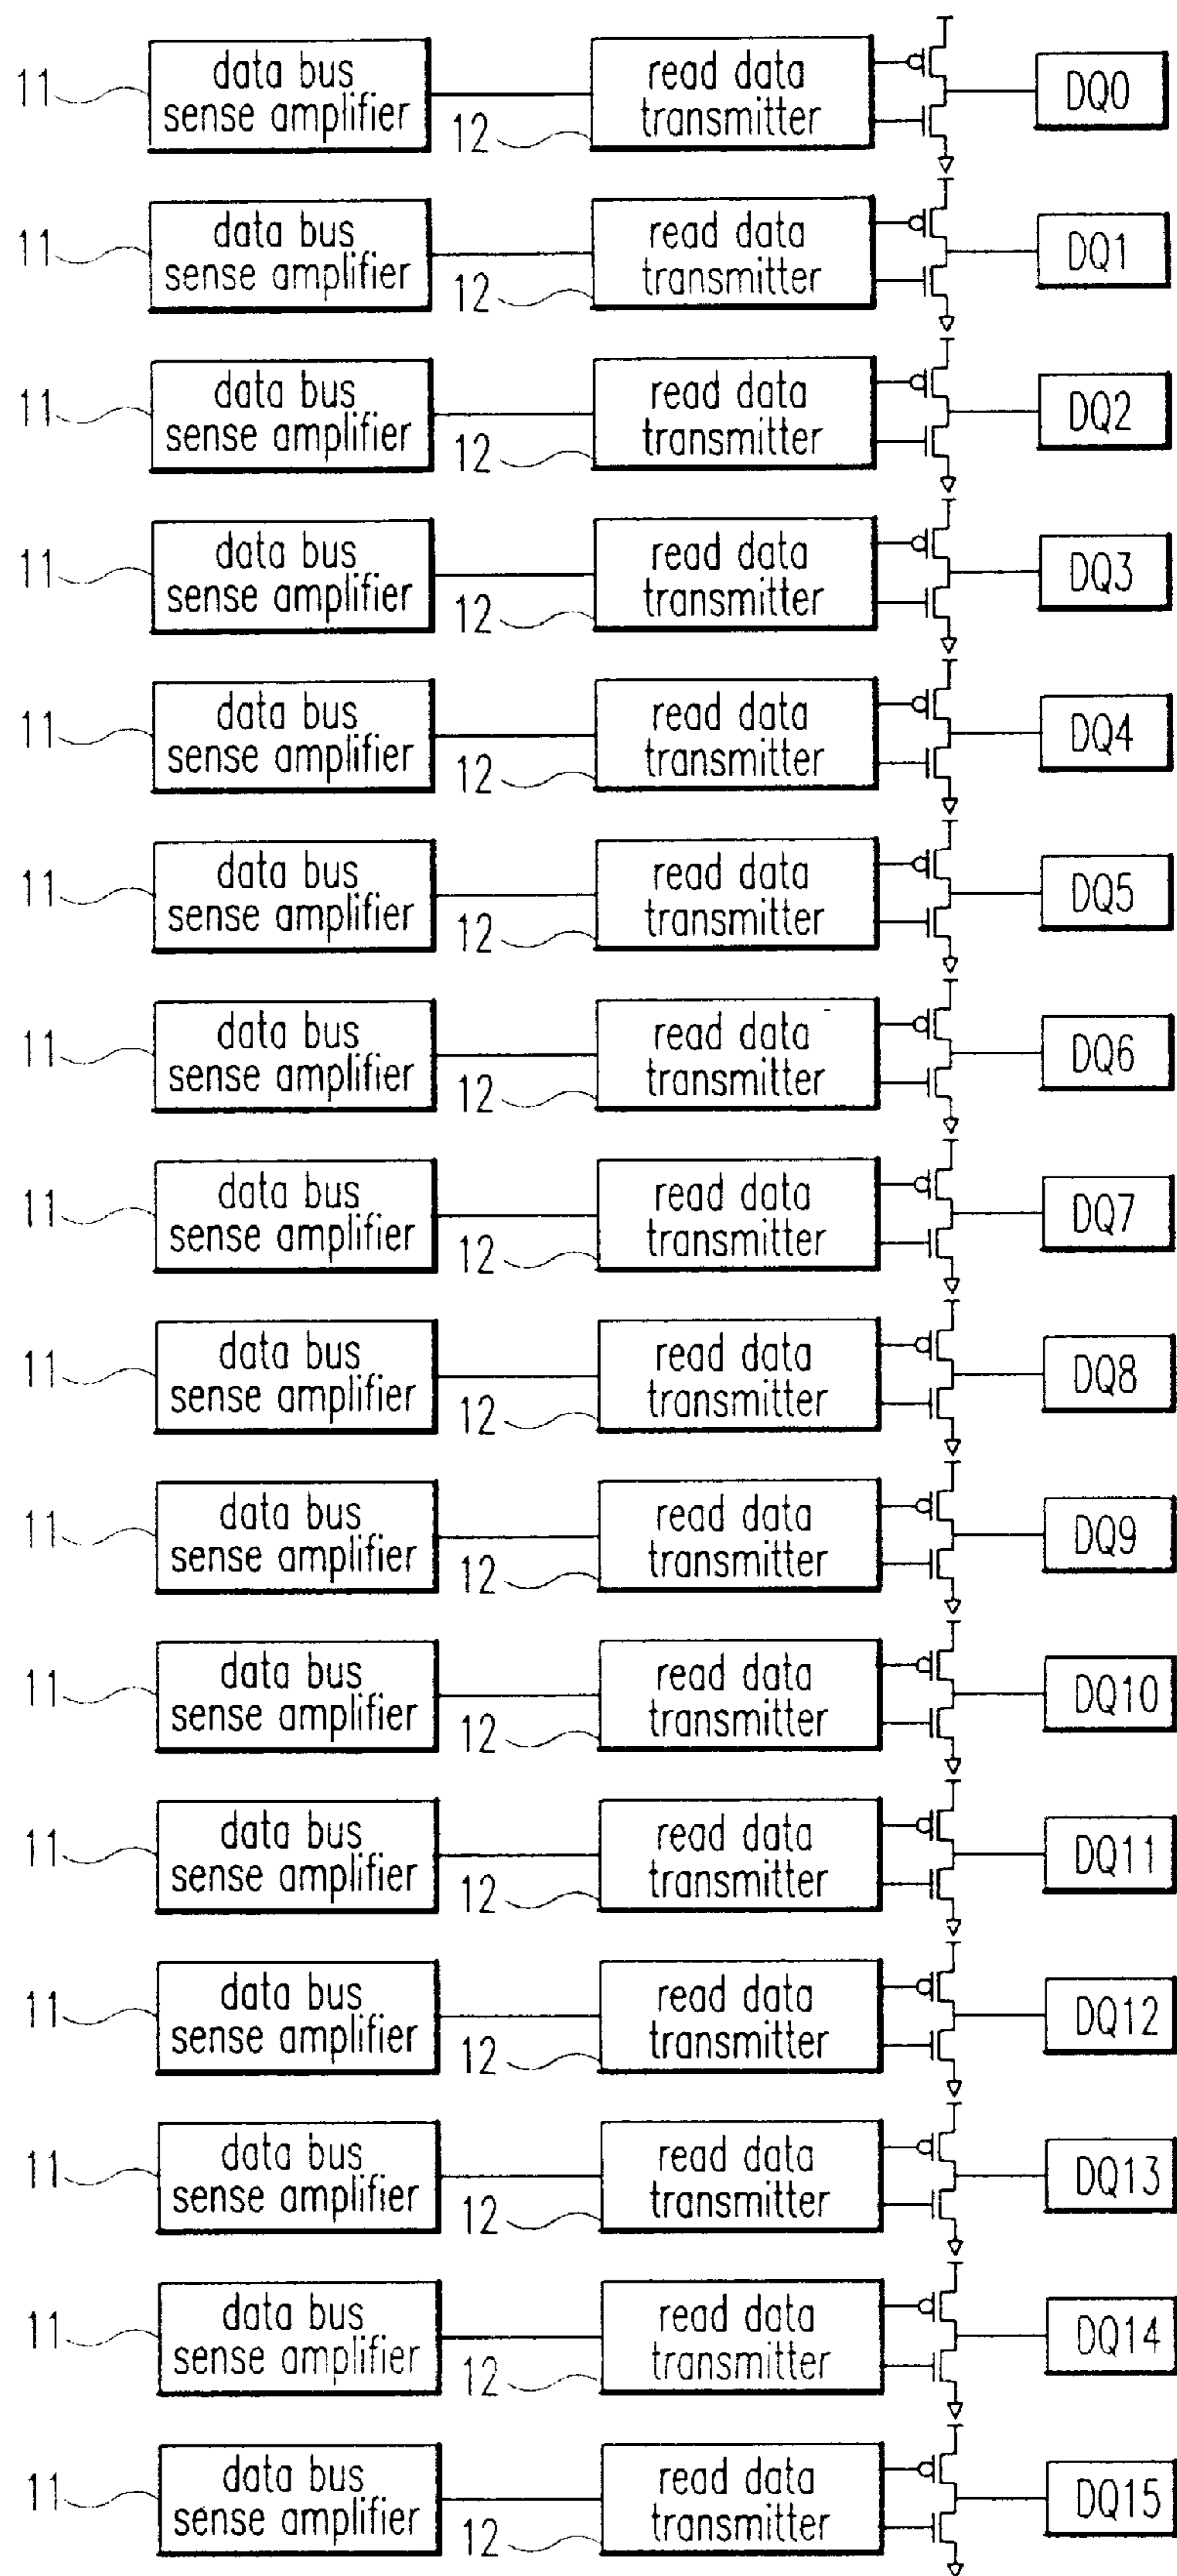 11 data bus sense amplifier 12 read data transmitter DQ0
11 data bus sense amplifier 12 read data transmitter DQ1
11 data bus sense amplifier 12 read data transmitter DQ2
11 data bus sense amplifier 12 read data transmitter DQ3
11 data bus sense amplifier 12 read data transmitter DQ4
11 data bus sense amplifier 12 read data transmitter DQ5
11 data bus sense amplifier 12 read data transmitter DQ6
11 data bus sense amplifier 12 read data transmitter DQ7
11 data bus sense amplifier 12 read data transmitter DQ8
11 data bus sense amplifier 12 read data transmitter DQ9
11 data bus sense amplifier 12 read data transmitter DQ10
11 data bus sense amplifier 12 read data transmitter DQ11
11 data bus sense amplifier 12 read data transmitter DQ12
11 data bus sense amplifier 12 read data transmitter DQ13
11 data bus sense amplifier 12 read data transmitter DQ14
11 data bus sense amplifier 12 read data transmitter DQ15